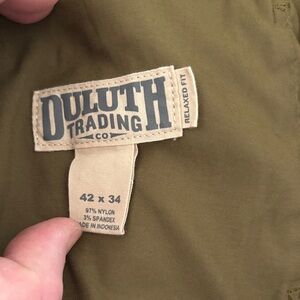 DULUTH
TRADING
CO
RELAXED FIT
42 x 34
97% NYLON
3% SPANDEX
MADE IN INDONESIA